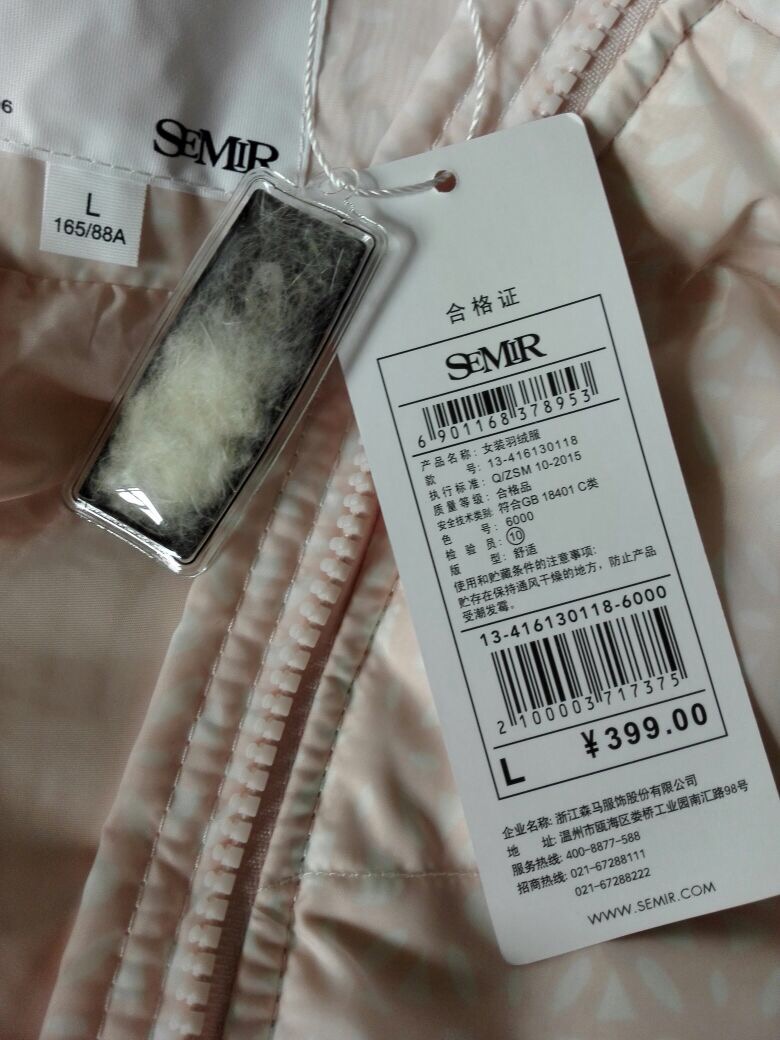 6
SEMIR
L
165/88A
合格证
SEMIR
6901168378953
产品名称: 女装羽绒服
款 号: 13-416130118
执行标准: Q/ZSM 10-2015
质量等级: 合格品
安全技术类别: 符合GB 18401 C类
色 号: 6000
检 验 员: 10
版 型: 舒适
使用和贮藏条件的注意事项:
贮存在保持通风干燥的地方，防止产品
受潮发霉。
13-416130118-6000
2100003717375
L ¥399.00
企业名称: 浙江森马服饰股份有限公司
地 址: 温州市瓯海区娄桥工业园南汇路98号
服务热线: 400-8877-588
招商热线: 021-67288111
021-67288222
WWW.SEMIR.COM